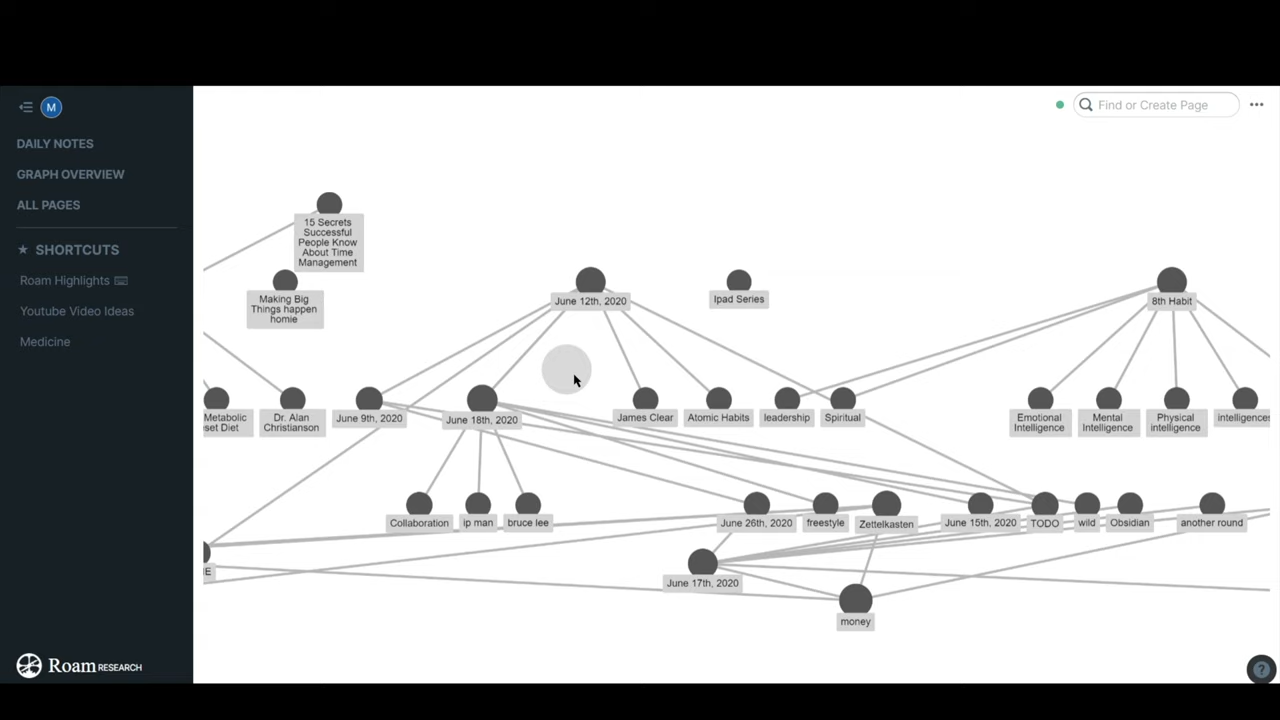 M
Find or Create Page
DAILY NOTES
GRAPH OVERVIEW
ALL PAGES
★ SHORTCUTS
Roam Highlights
Youtube Video Ideas
Medicine
15 Secrets
Successful
People Know
About Time
Management
Making Big
Things happen
homie
June 12th, 2020
Ipad Series
8th Habit
Metabolic
eset Diet
Dr. Alan
Christianson
June 9th, 2020
June 18th, 2020
James Clear
Atomic Habits
leadership
Spiritual
Emotional
Intelligence
Mental
Intelligence
Physical
intelligence
intelligences
Collaboration
ip man
bruce lee
June 26th, 2020
freestyle
Zettelkasten
June 15th, 2020
TODO
wild
Obsidian
another round
E
June 17th, 2020
money
Roam RESEARCH
?